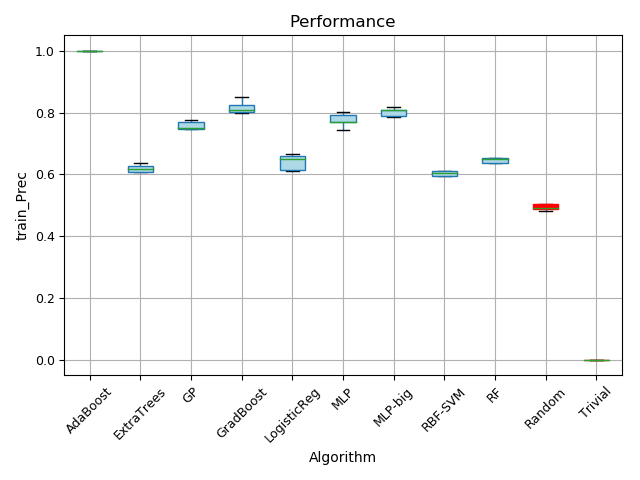 Performance
train_Prec
1.0
0.8
0.6
0.4
0.2
0.0
AdaBoost
ExtraTrees
GP
GradBoost
LogisticReg
MLP
MLP-big
RBF-SVM
RF
Random
Trivial
Algorithm